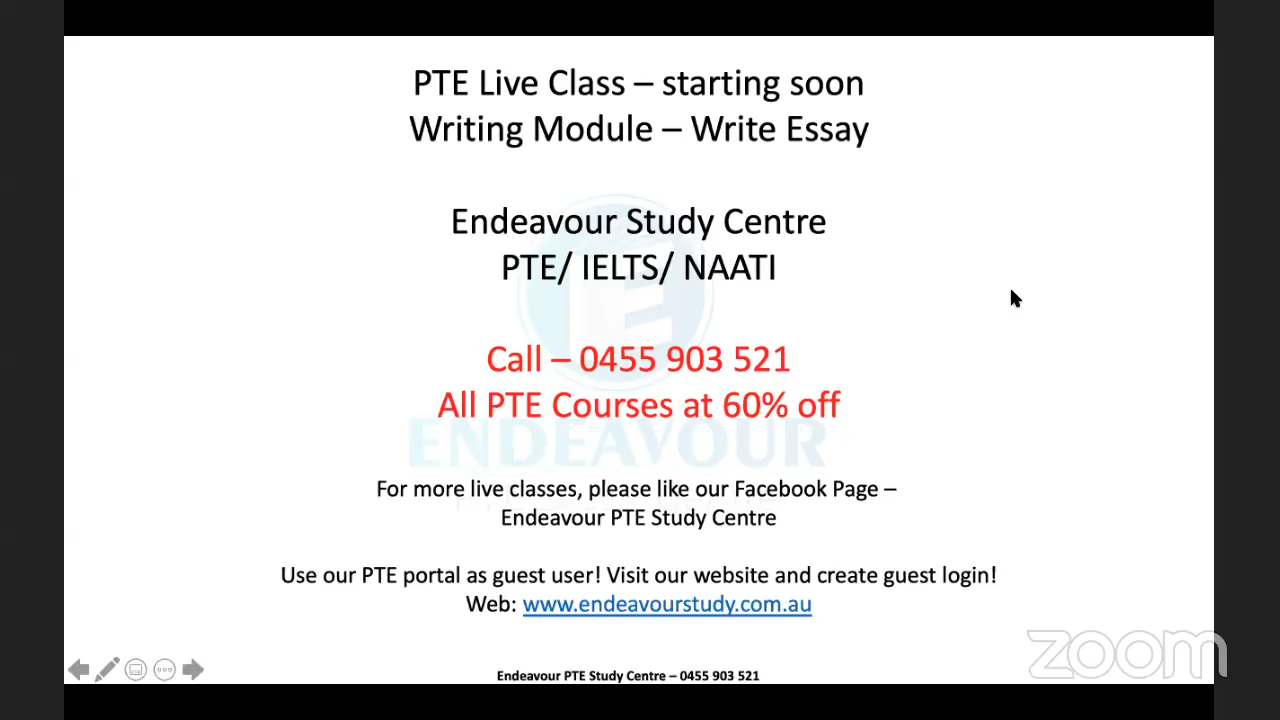 PTE Live Class – starting soon
Writing Module – Write Essay
Endeavour Study Centre
PTE/ IELTS/ NAATI
Call – 0455 903 521
All PTE Courses at 60% off
ENDEAVOUR
For more live classes, please like our Facebook Page –
Endeavour PTE Study Centre
Use our PTE portal as guest user! Visit our website and create guest login!
Web: www.endeavourstudy.com.au
zoom
Endeavour PTE Study Centre – 0455 903 521